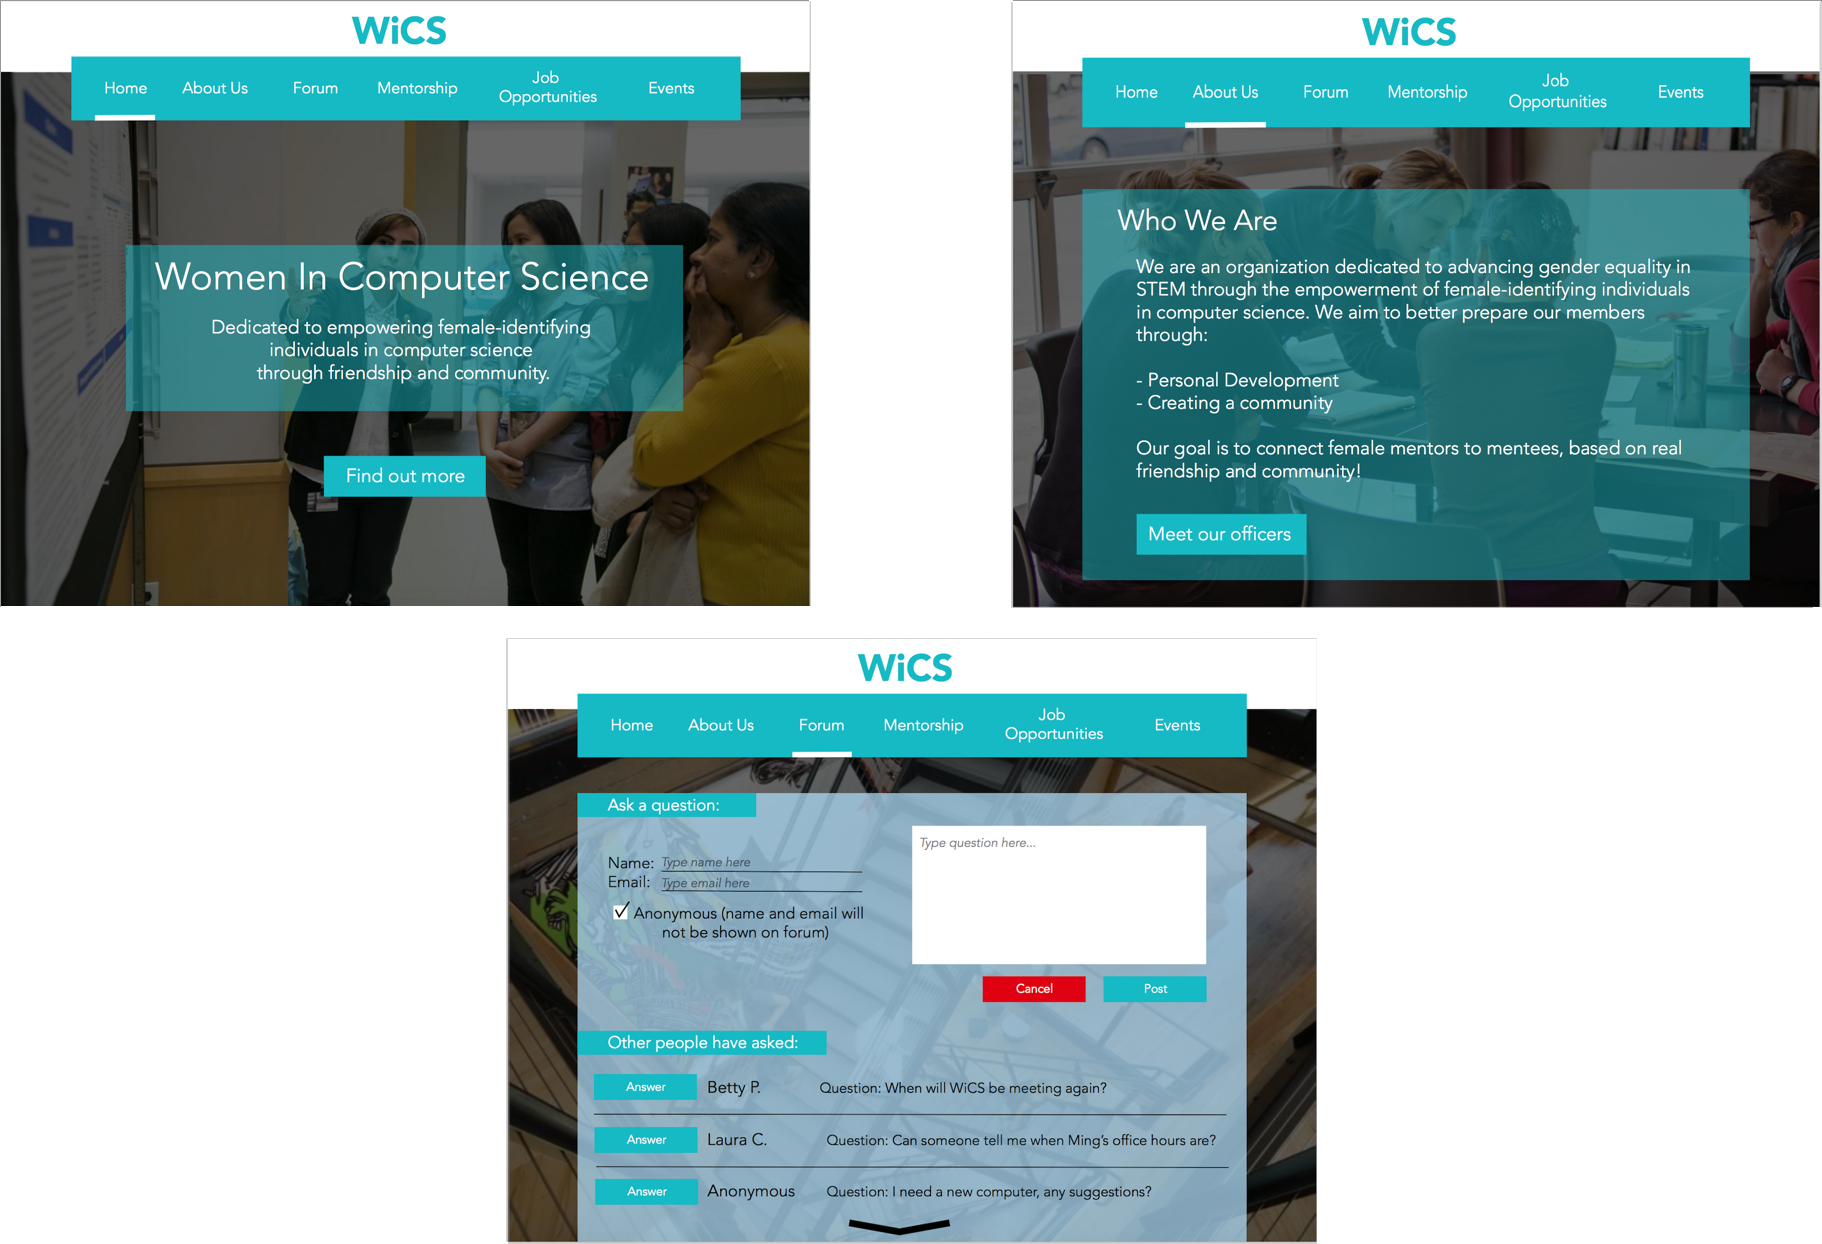 WiCS
Home About Us Forum Mentorship Job Opportunities Events
Women In Computer Science
Dedicated to empowering female-identifying
individuals in computer science
through friendship and community.
Find out more
WiCS
Home About Us Forum Mentorship Job Opportunities Events
Who We Are
We are an organization dedicated to advancing gender equality in
STEM through the empowerment of female-identifying individuals
in computer science. We aim to better prepare our members
through:
- Personal Development
- Creating a community
Our goal is to connect female mentors to mentees, based on real
friendship and community!
Meet our officers
WiCS
Home About Us Forum Mentorship Job Opportunities Events
Ask a question:
Name: Type name here
Email: Type email here
Anonymous (name and email will
not be shown on forum)
Type question here...
Cancel Post
Other people have asked:
Answer Betty P. Question: When will WiCS be meeting again?
Answer Laura C. Question: Can someone tell me when Ming's office hours are?
Answer Anonymous Question: I need a new computer, any suggestions?